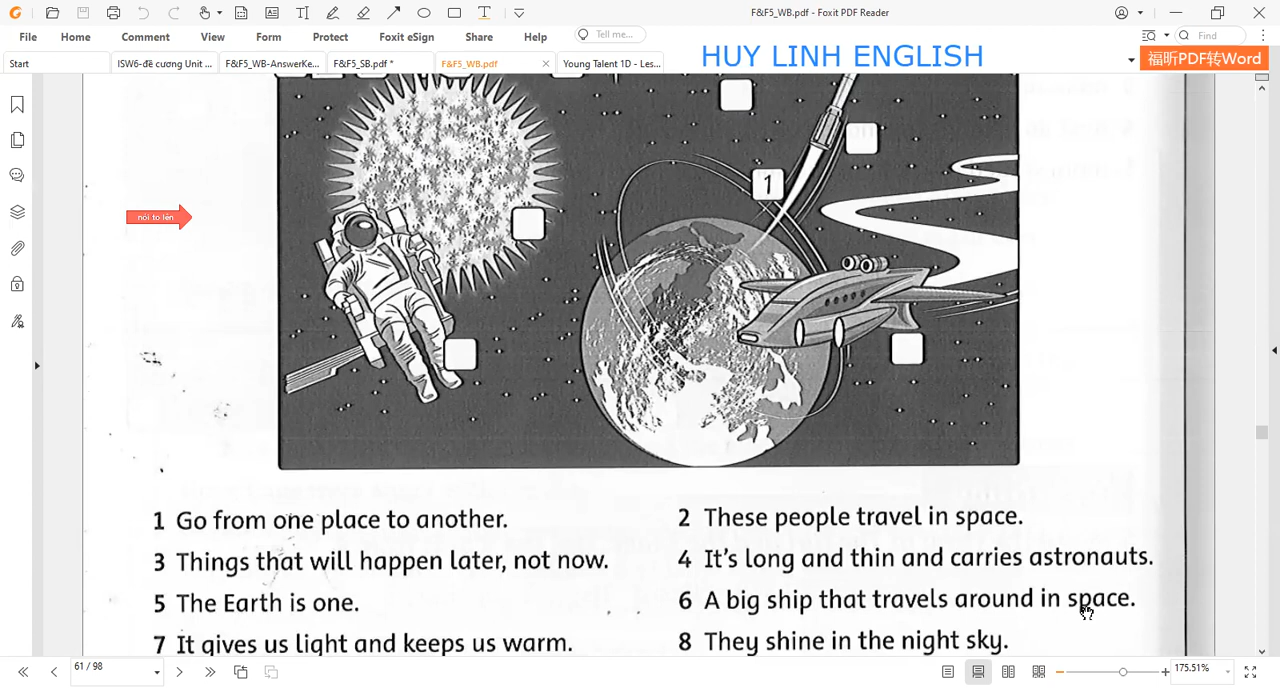 F&F5_WB.pdf - Foxit PDF Reader
File Home Comment View Form Protect Foxit eSign Share Help Tell me... Find
Start ISW6-đề cương Unit ... F&F5_WB-AnswerKe... F&F5_SB.pdf * F&F5_WB.pdf Young Talent 1D - Les...
HUY LINH ENGLISH
福昕PDF转Word
nói to lên
1
1 Go from one place to another.
2 These people travel in space.
3 Things that will happen later, not now.
4 It's long and thin and carries astronauts.
5 The Earth is one.
6 A big ship that travels around in space.
7 It gives us light and keeps us warm.
8 They shine in the night sky.
61 / 98
175.51%